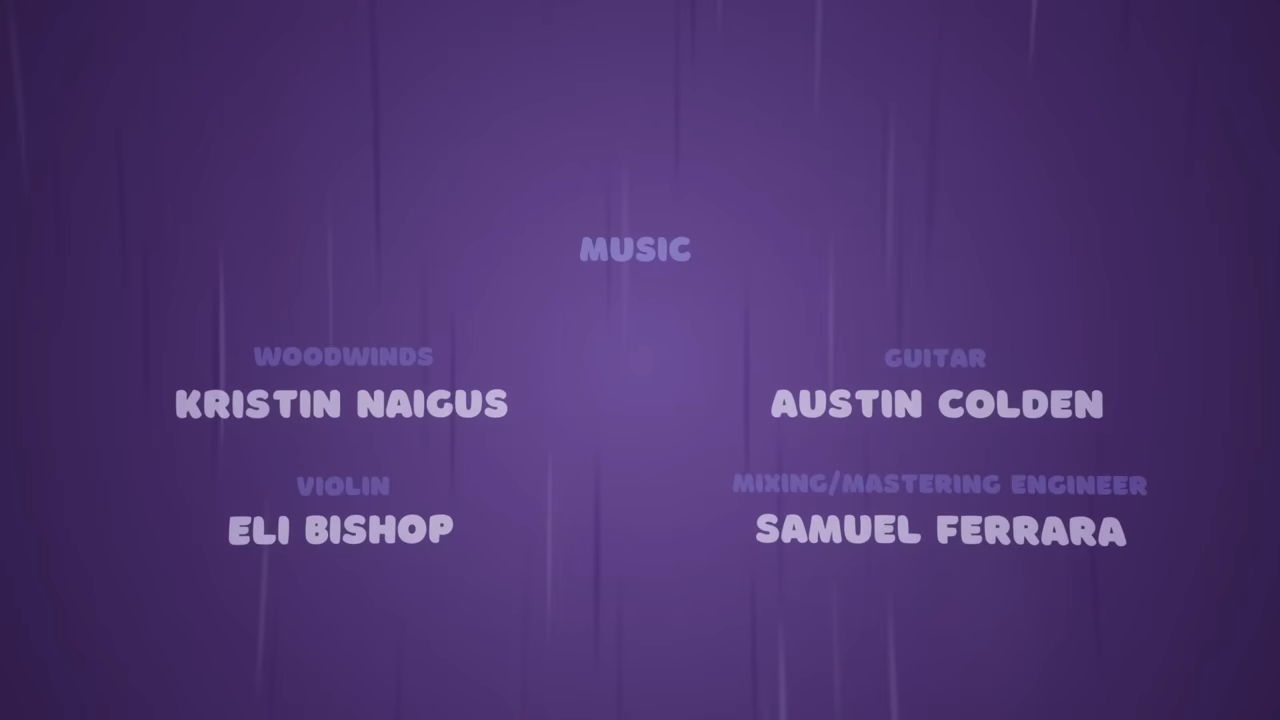 MUSIC
WOODWINDS
KRISTIN NAIGUS
GUITAR
AUSTIN COLDEN
VIOLIN
ELI BISHOP
MIXING/MASTERING ENGINEER
SAMUEL FERRARA